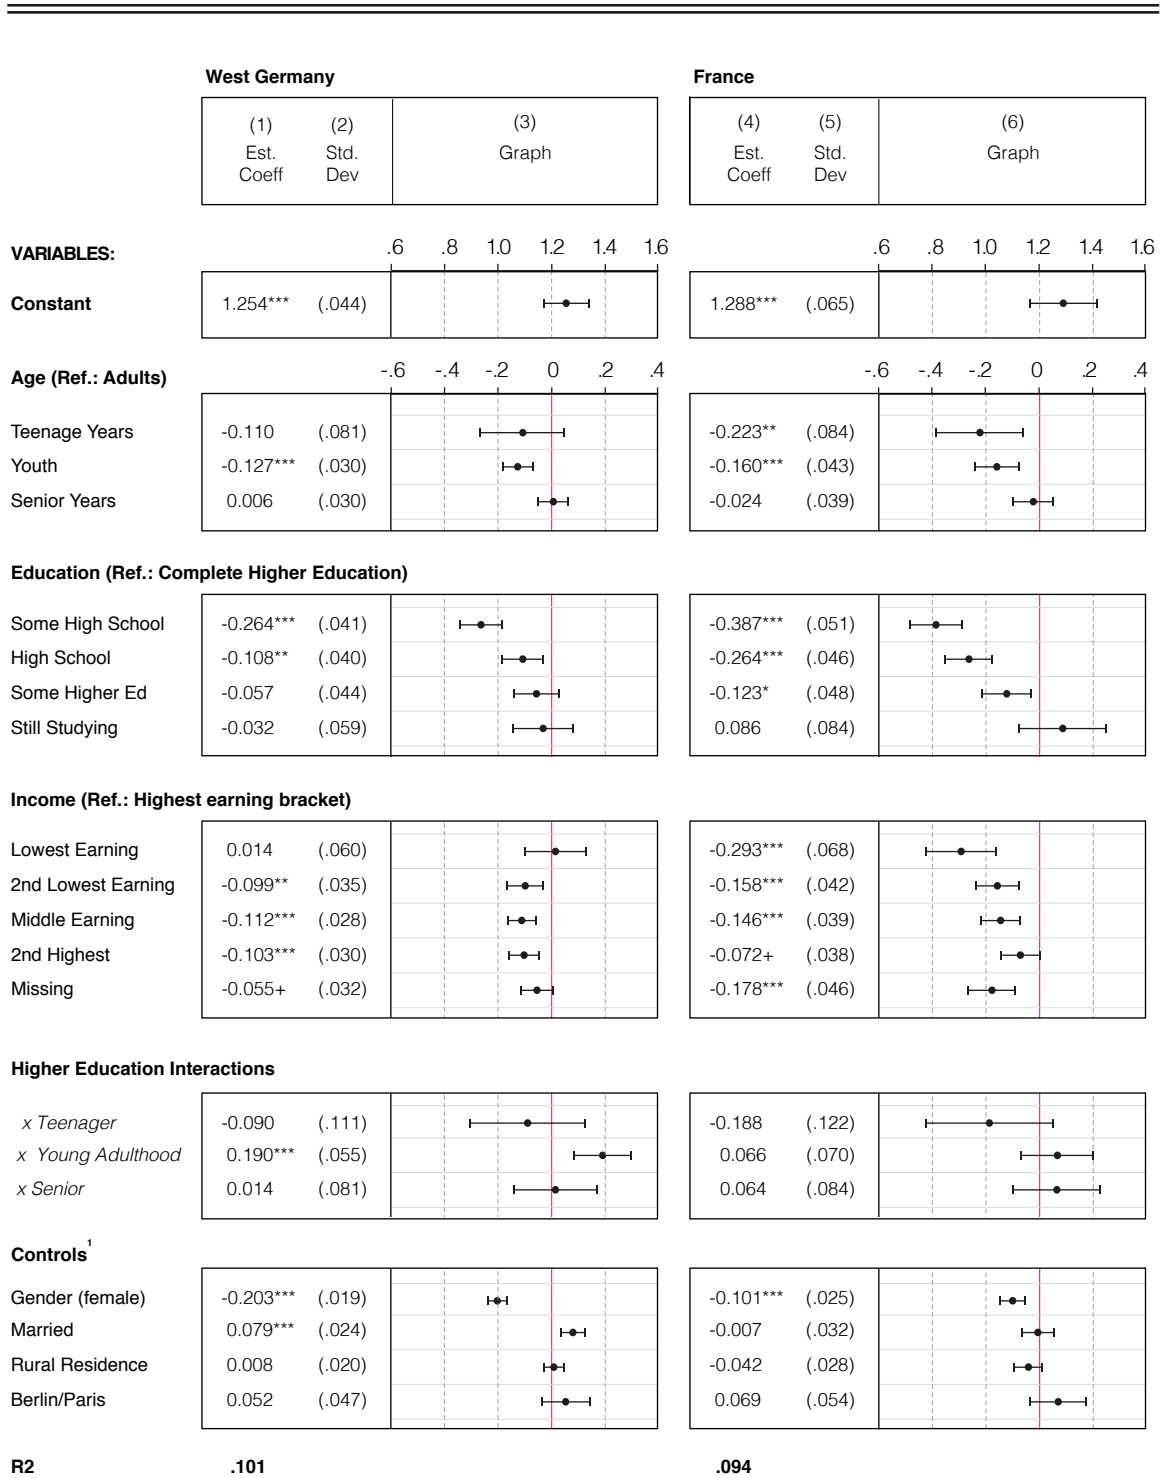 West Germany France
(1) (2) (3) (4) (5) (6)
Est. Std. Graph Est. Std. Graph
Coeff Dev Coeff Dev
VARIABLES: .6 .8 1.0 1.2 1.4 1.6 .6 .8 1.0 1.2 1.4 1.6
Constant 1.254*** (.044) 1.288*** (.065)
Age (Ref.: Adults) -.6 -.4 -.2 0 .2 .4 -.6 -.4 -.2 0 .2 .4
Teenage Years -0.110 (.081) -0.223** (.084)
Youth -0.127*** (.030) -0.160*** (.043)
Senior Years 0.006 (.030) -0.024 (.039)
Education (Ref.: Complete Higher Education)
Some High School -0.264*** (.041) -0.387*** (.051)
High School -0.108** (.040) -0.264*** (.046)
Some Higher Ed -0.057 (.044) -0.123* (.048)
Still Studying -0.032 (.059) 0.086 (.084)
Income (Ref.: Highest earning bracket)
Lowest Earning 0.014 (.060) -0.293*** (.068)
2nd Lowest Earning -0.099** (.035) -0.158*** (.042)
Middle Earning -0.112*** (.028) -0.146*** (.039)
2nd Highest -0.103*** (.030) -0.072+ (.038)
Missing -0.055+ (.032) -0.178*** (.046)
Higher Education Interactions
x Teenager -0.090 (.111) -0.188 (.122)
x Young Adulthood 0.190*** (.055) 0.066 (.070)
x Senior 0.014 (.081) 0.064 (.084)
Controls1
Gender (female) -0.203*** (.019) -0.101*** (.025)
Married 0.079*** (.024) -0.007 (.032)
Rural Residence 0.008 (.020) -0.042 (.028)
Berlin/Paris 0.052 (.047) 0.069 (.054)
R2 .101 .094